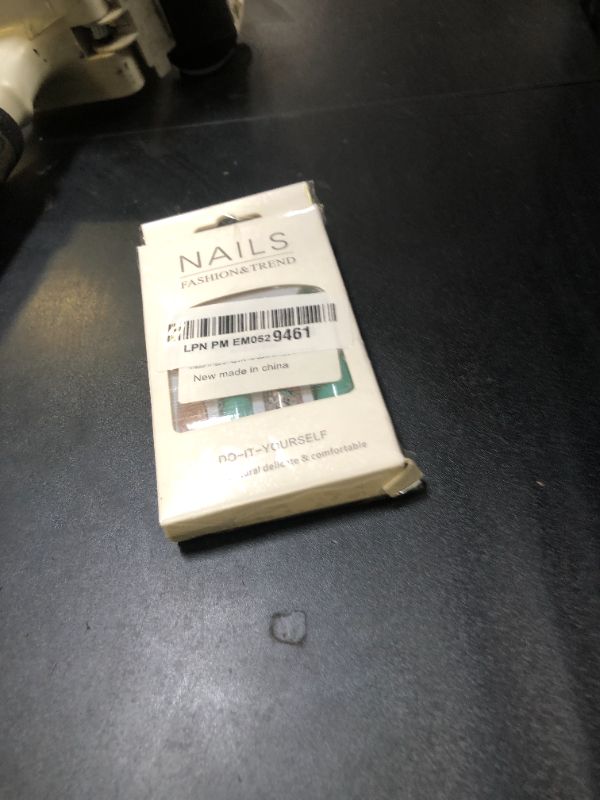 NAILS
FASHION&TREND
LPN PM EM0529461
New made in china
DO-IT-YOURSELF
delicate & comfortable